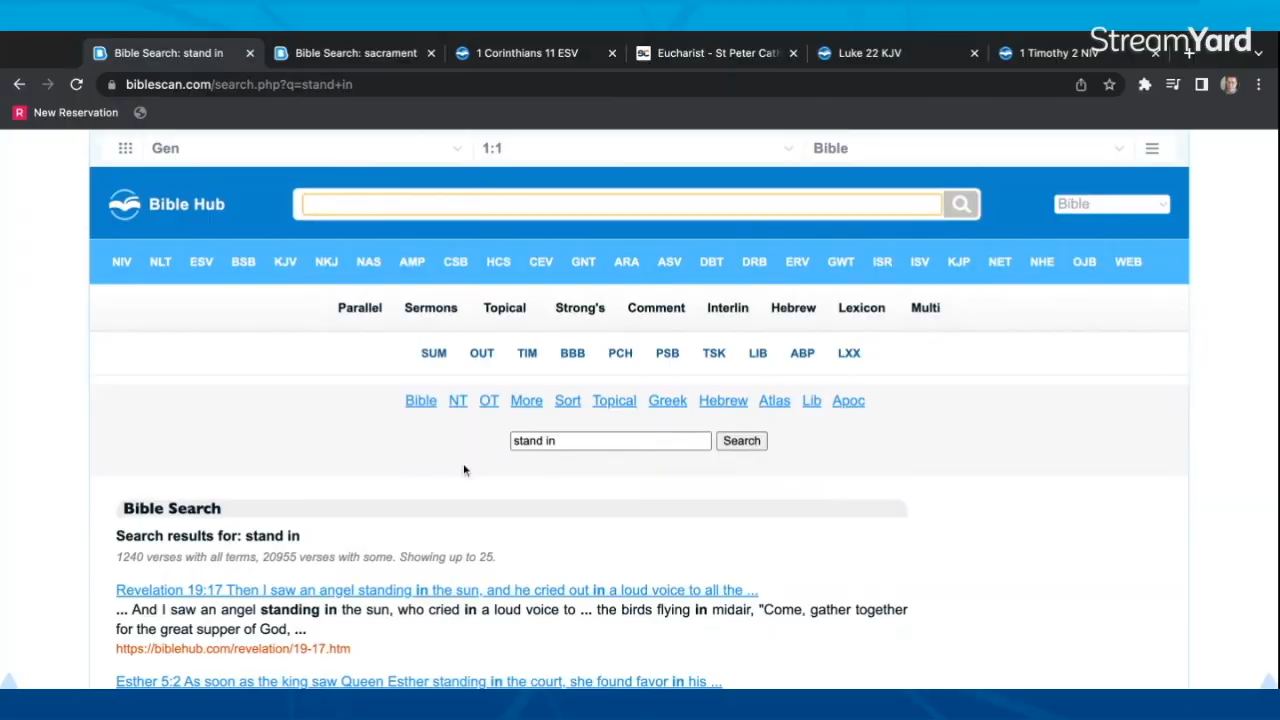 Bible Search: stand in
Bible Search: sacrament
1 Corinthians 11 ESV
Eucharist - St Peter Cath
Luke 22 KJV
1 Timothy 2 NIV
StreamYard
biblescan.com/search.php?q=stand+in
R New Reservation
Gen 1:1 Bible
Bible Hub
Bible
NIV NLT ESV BSB KJV NKJ NAS AMP CSB HCS CEV GNT ARA ASV DBT DRB ERV GWT ISR ISV KJP NET NHE OJB WEB
Parallel Sermons Topical Strong's Comment Interlin Hebrew Lexicon Multi
SUM OUT TIM BBB PCH PSB TSK LIB ABP LXX
Bible NT OT More Sort Topical Greek Hebrew Atlas Lib Apoc
stand in Search
Bible Search
Search results for: stand in
1240 verses with all terms, 20955 verses with some. Showing up to 25.
Revelation 19:17 Then I saw an angel standing in the sun, and he cried out in a loud voice to all the ...
... And I saw an angel standing in the sun, who cried in a loud voice to ... the birds flying in midair, "Come, gather together
for the great supper of God, ...
https://biblehub.com/revelation/19-17.htm
Esther 5:2 As soon as the king saw Queen Esther standing in the court, she found favor in his ...